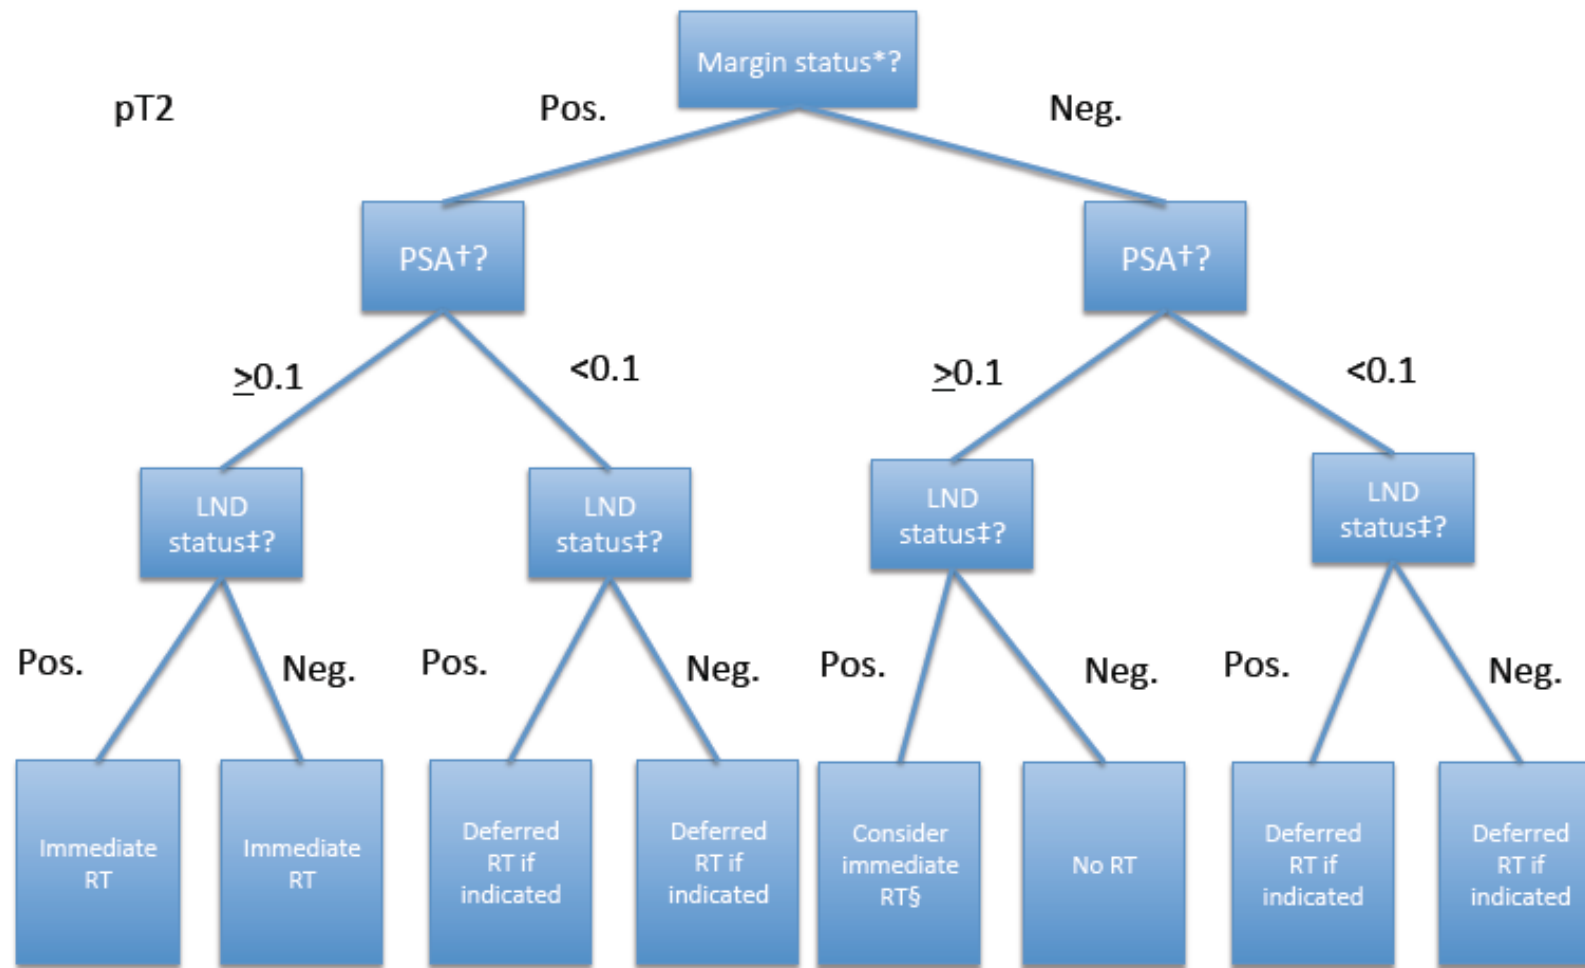 Margin status*?
pT2
Pos.
Neg.
PSA†?
PSA†?
≥0.1
<0.1
≥0.1
<0.1
LND
status‡?
LND
status‡?
LND
status‡?
LND
status‡?
Pos.
Neg.
Pos.
Neg.
Pos.
Neg.
Pos.
Neg.
Immediate
RT
Immediate
RT
Deferred
RT if
indicated
Deferred
RT if
indicated
Consider
immediate
RT§
No RT
Deferred
RT if
indicated
Deferred
RT if
indicated